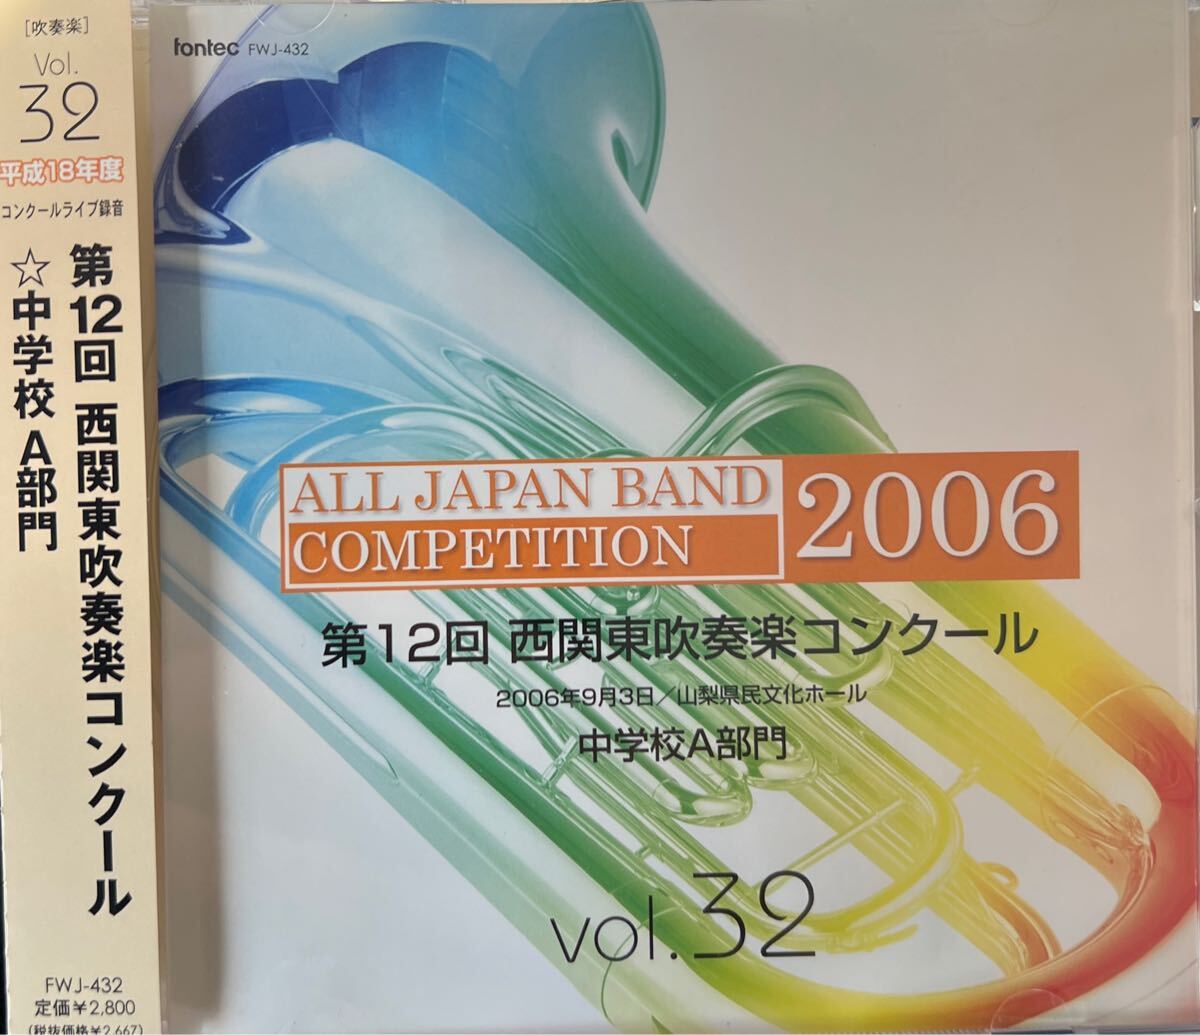 [吹奏楽]
Vol.
32
平成18年度
コンクールライブ録音
第12回 西関東吹奏楽コンクール
☆中学校 A部門
FWJ-432
定価¥2,800
(税抜価格¥2,667)
fontec FWJ-432
ALL JAPAN BAND
COMPETITION
2006
第12回 西関東吹奏楽コンクール
2006年9月3日/山梨県民文化ホール
中学校A部門
vol.32